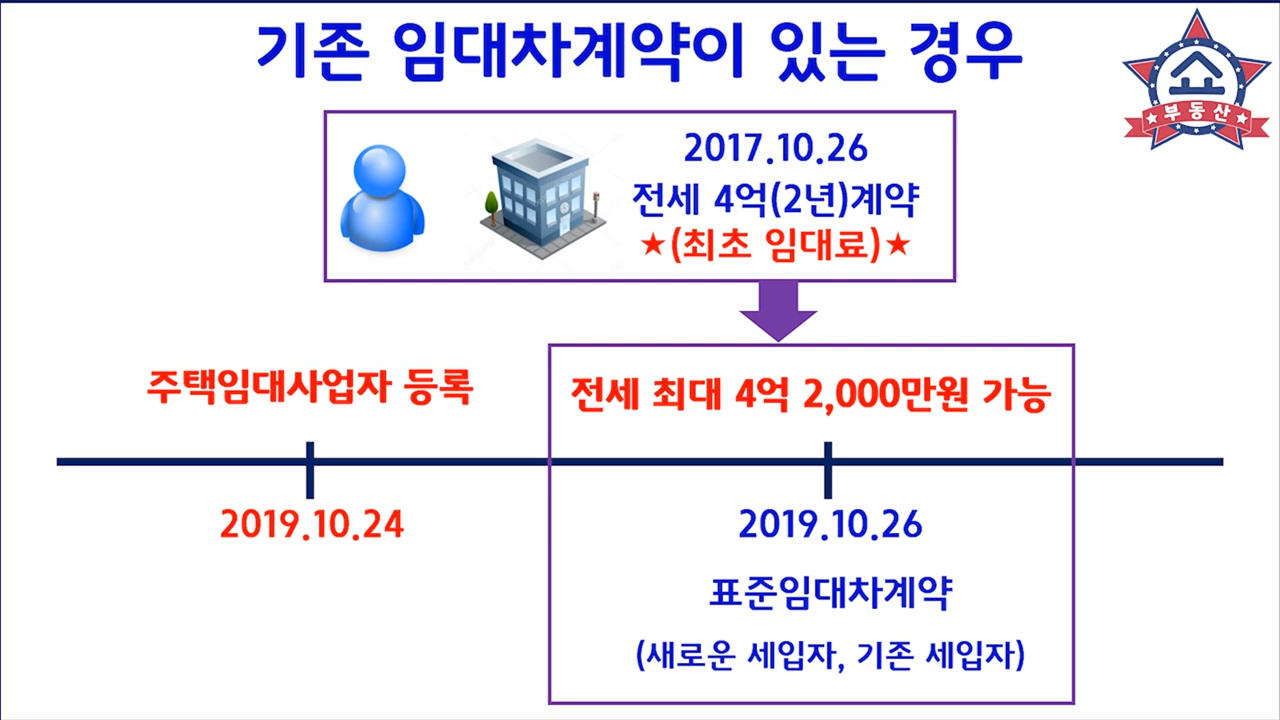 기존 임대차계약이 있는 경우
부동산
2017.10.26
전세 4억(2년)계약
★(최초 임대료)★
주택임대사업자 등록
전세 최대 4억 2,000만원 가능
2019.10.24
2019.10.26
표준임대차계약
(새로운 세입자, 기존 세입자)